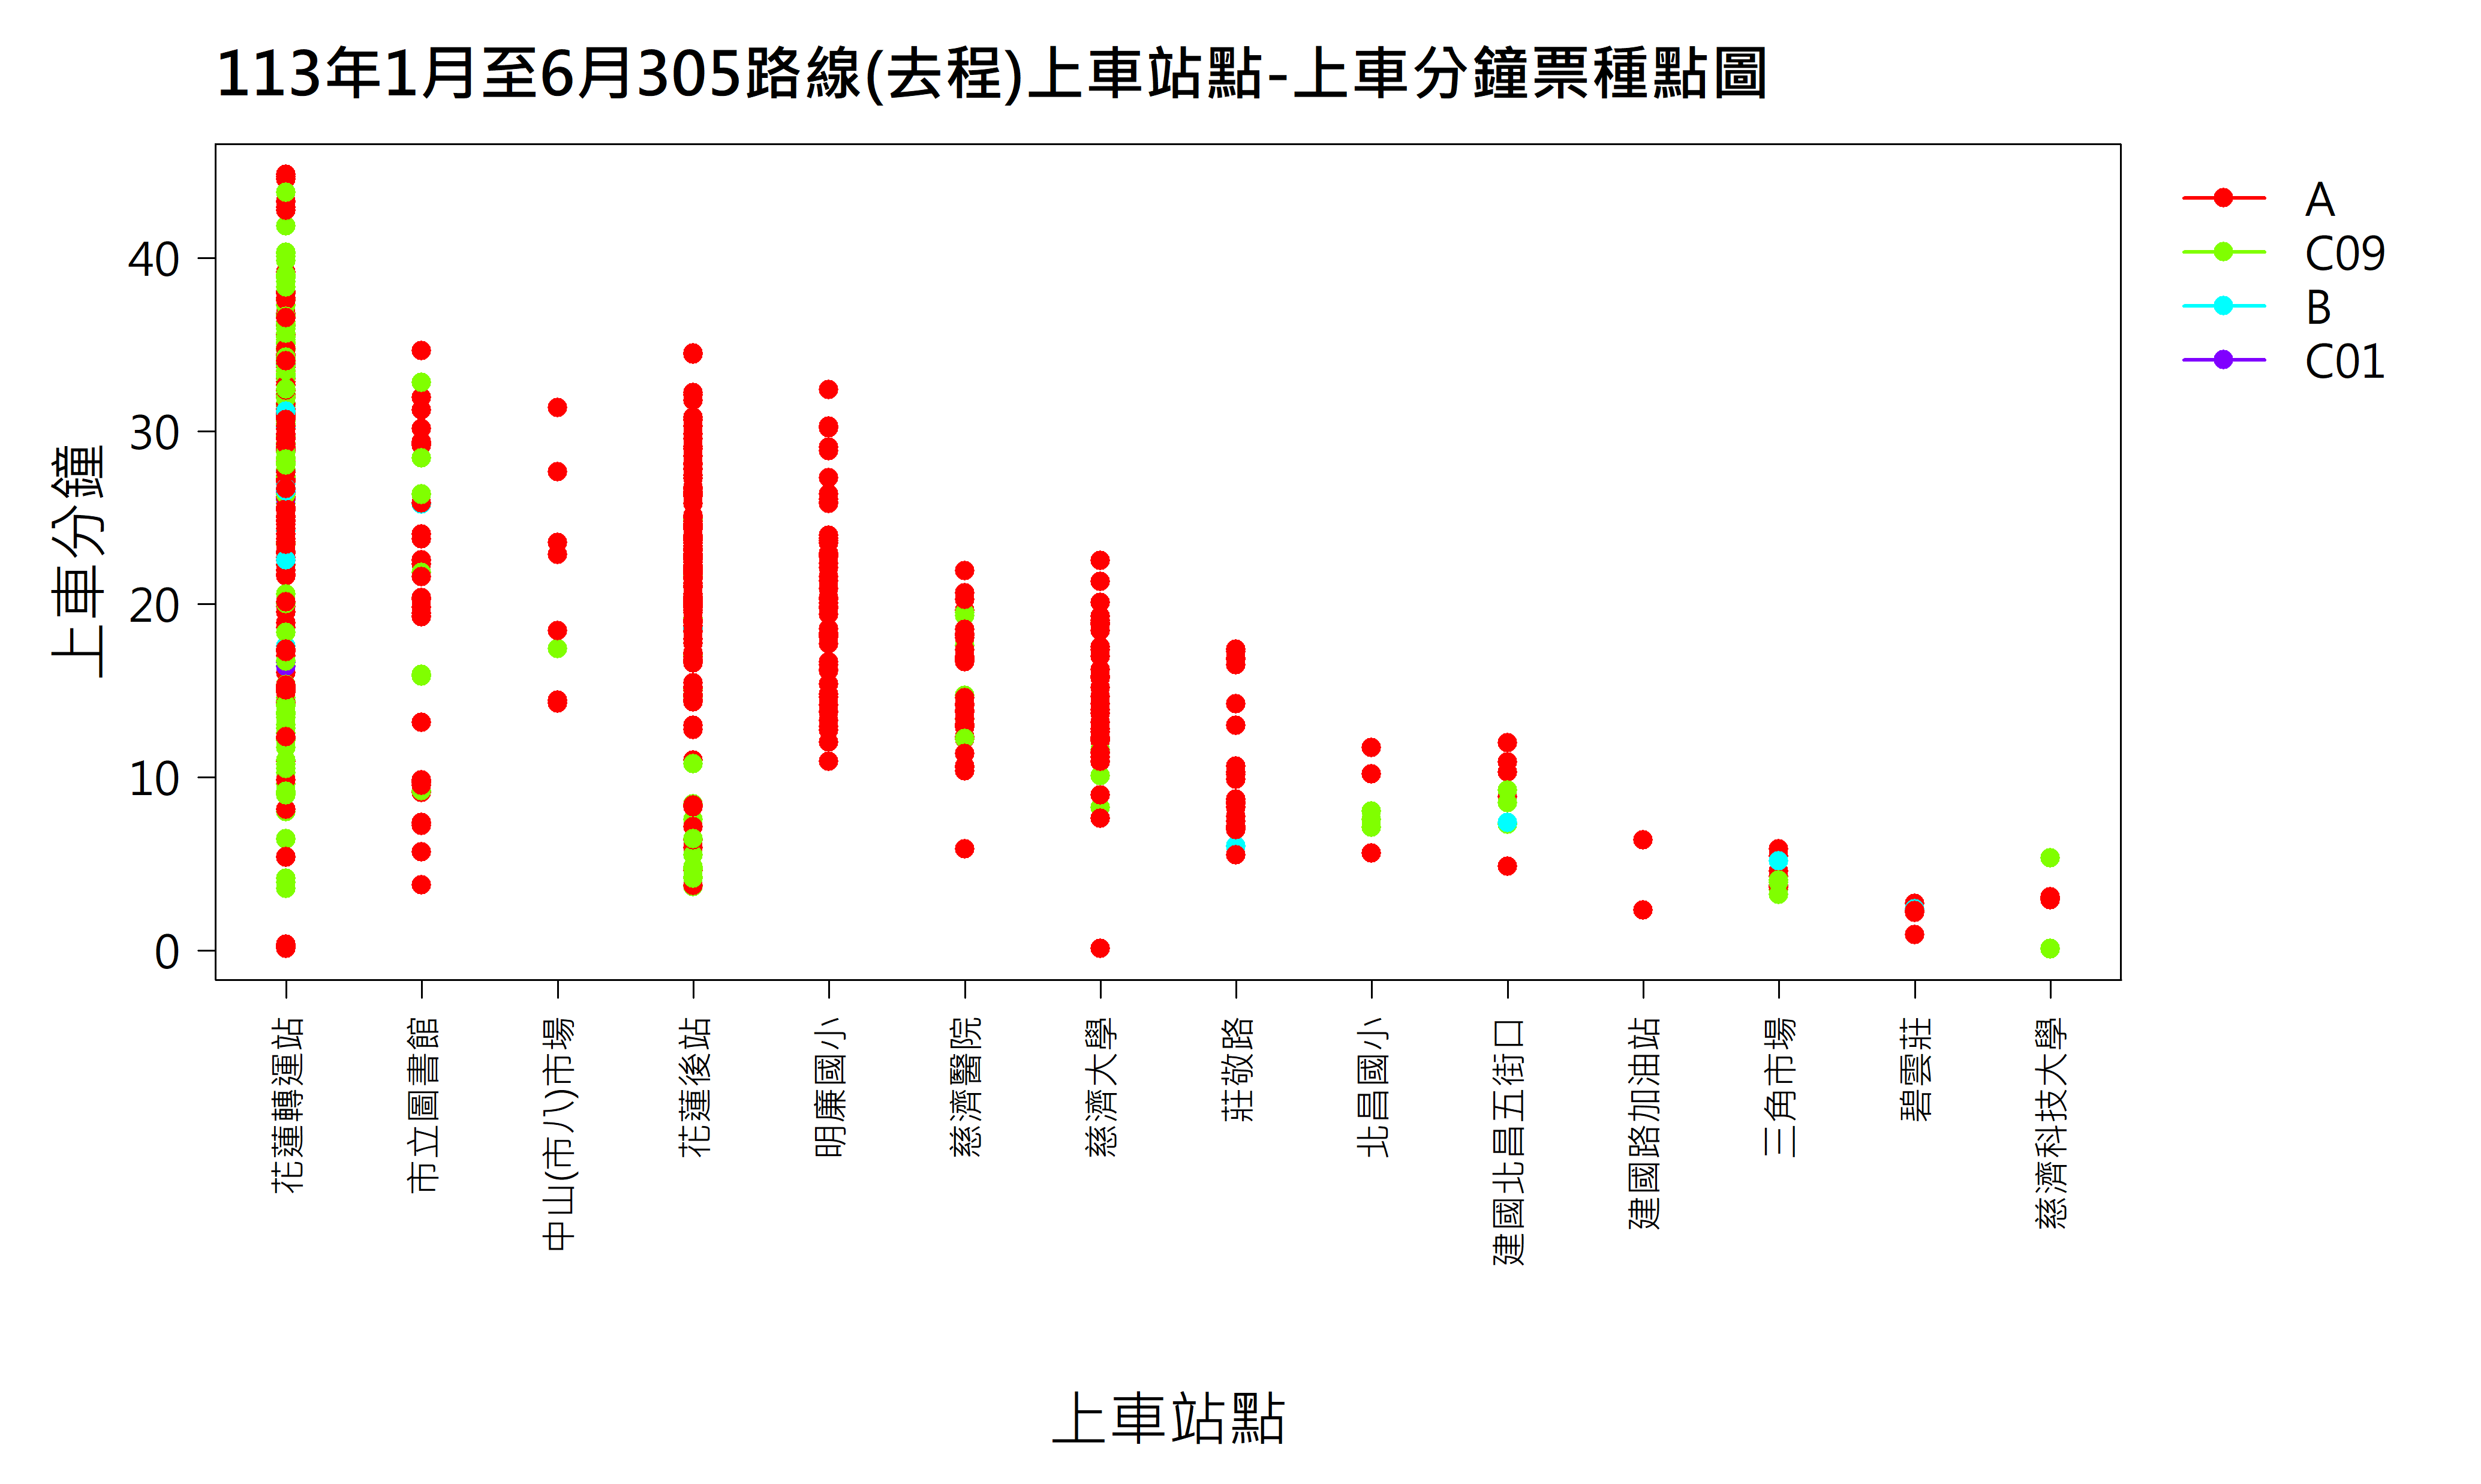 113年1月至6月305路線(去程)上車站點-上車分鐘票種點圖
A
C09
B
C01
上車分鐘
40
30
20
10
0
花蓮轉運站
市立圖書館
中山(市八)市場
花蓮後站
明廉國小
慈濟醫院
慈濟大學
莊敬路
北昌國小
建國北昌五街口
建國路加油站
三角市場
碧雲莊
慈濟科技大學
上車站點